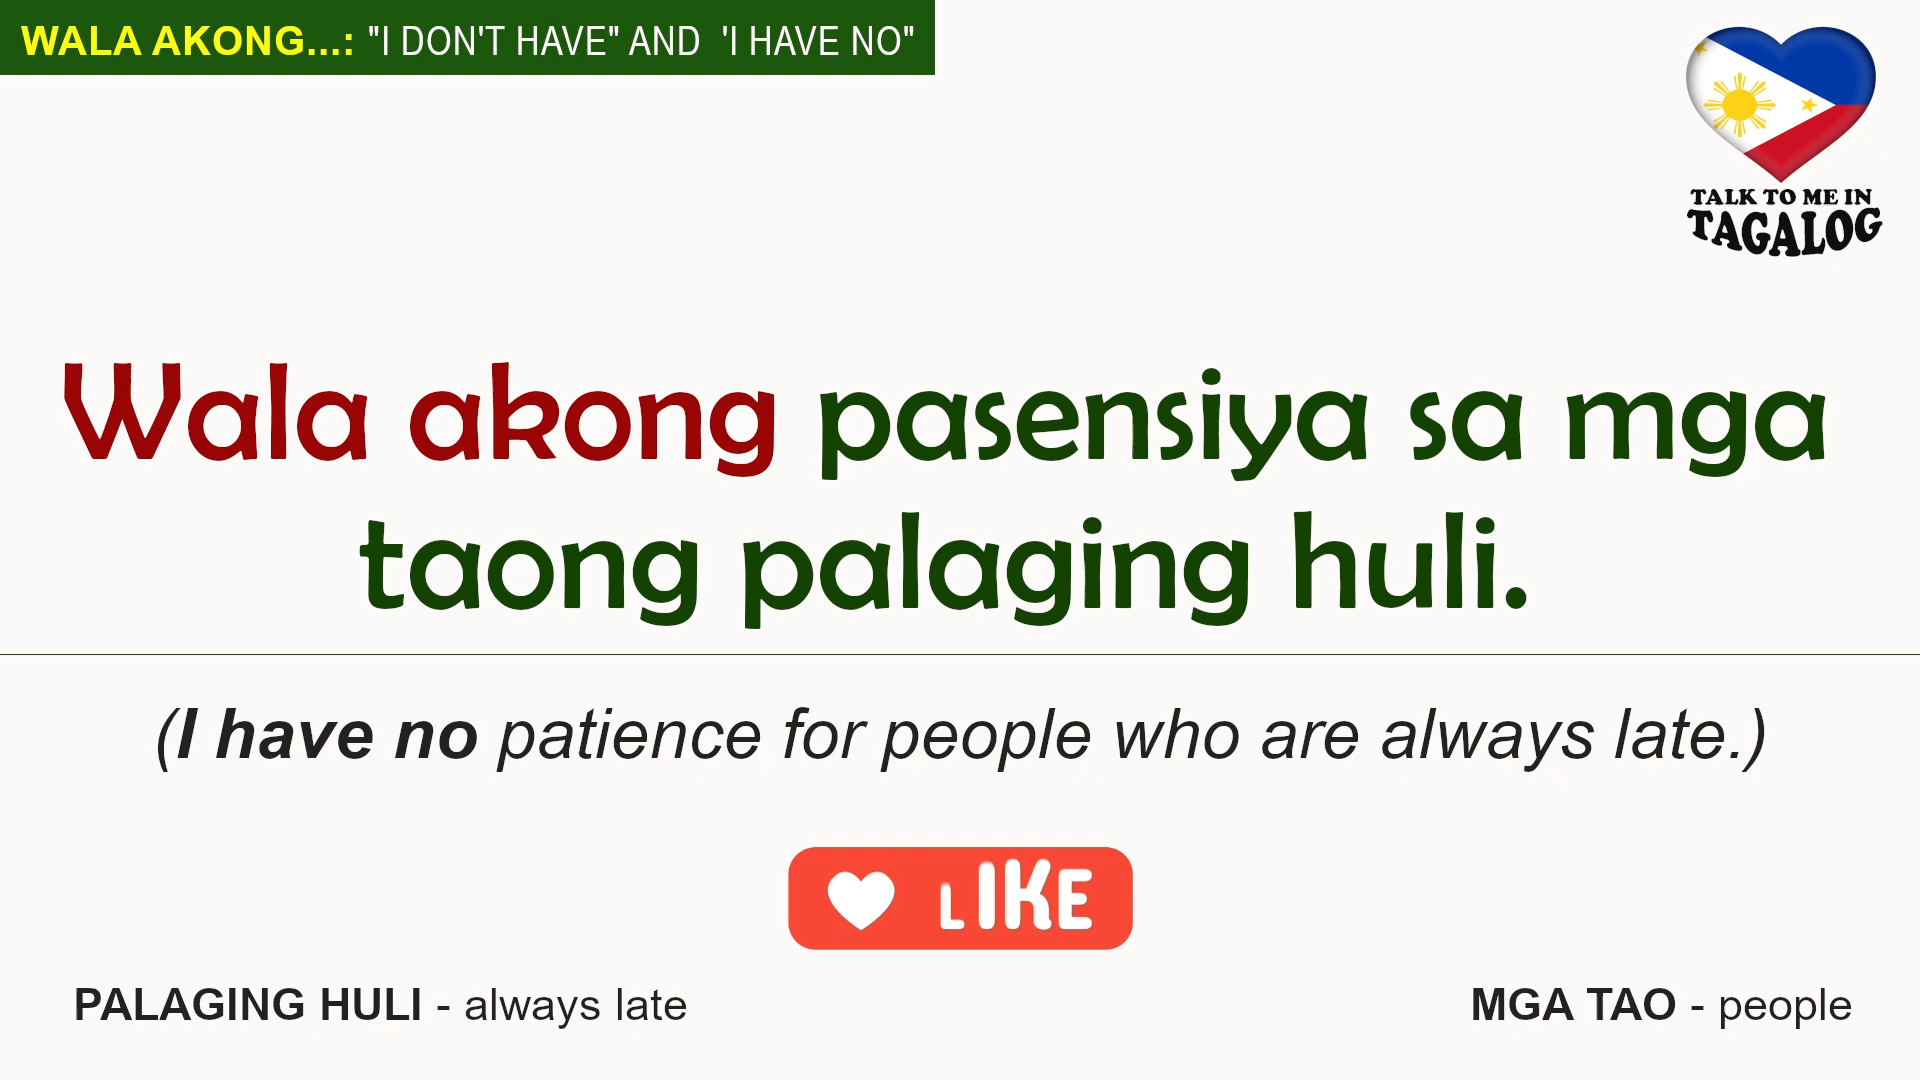 WALA AKONG...: "I DON'T HAVE" AND 'I HAVE NO"
TALK TO ME IN
TAGALOG
Wala akong pasensiya sa mga
taong palaging huli.
(I have no patience for people who are always late.)
LIKE
PALAGING HULI - always late
MGA TAO - people